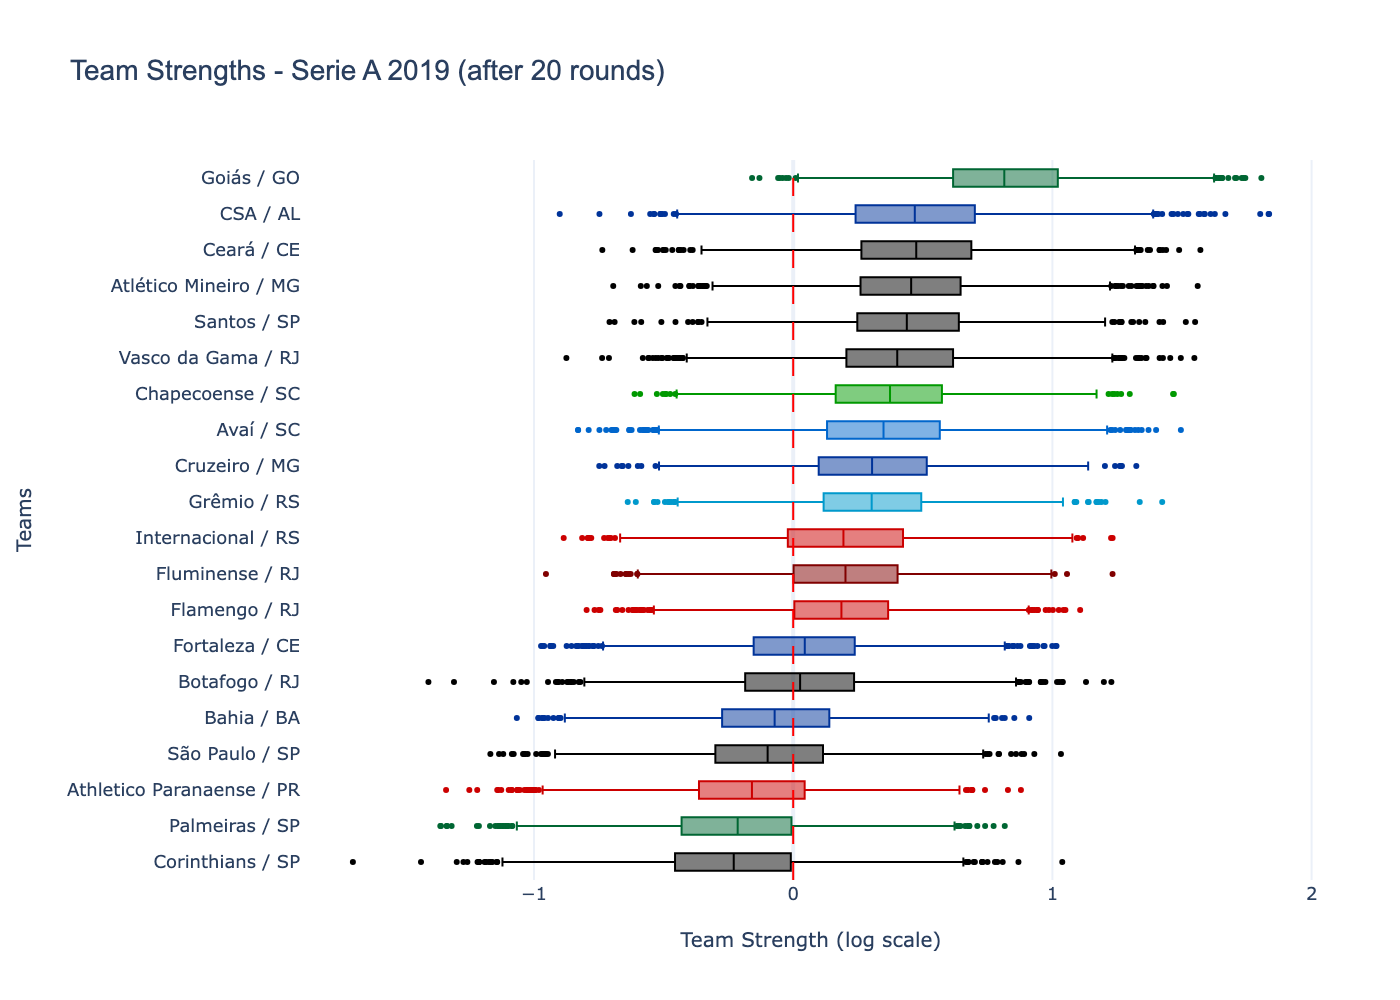 Team Strengths - Serie A 2019 (after 20 rounds)
Goiás / GO
CSA / AL
Ceará / CE
Atlético Mineiro / MG
Santos / SP
Vasco da Gama / RJ
Chapecoense / SC
Avaí / SC
Cruzeiro / MG
Grêmio / RS
Internacional / RS
Fluminense / RJ
Flamengo / RJ
Fortaleza / CE
Botafogo / RJ
Bahia / BA
São Paulo / SP
Athletico Paranaense / PR
Palmeiras / SP
Corinthians / SP
Teams
−1 0 1 2
Team Strength (log scale)